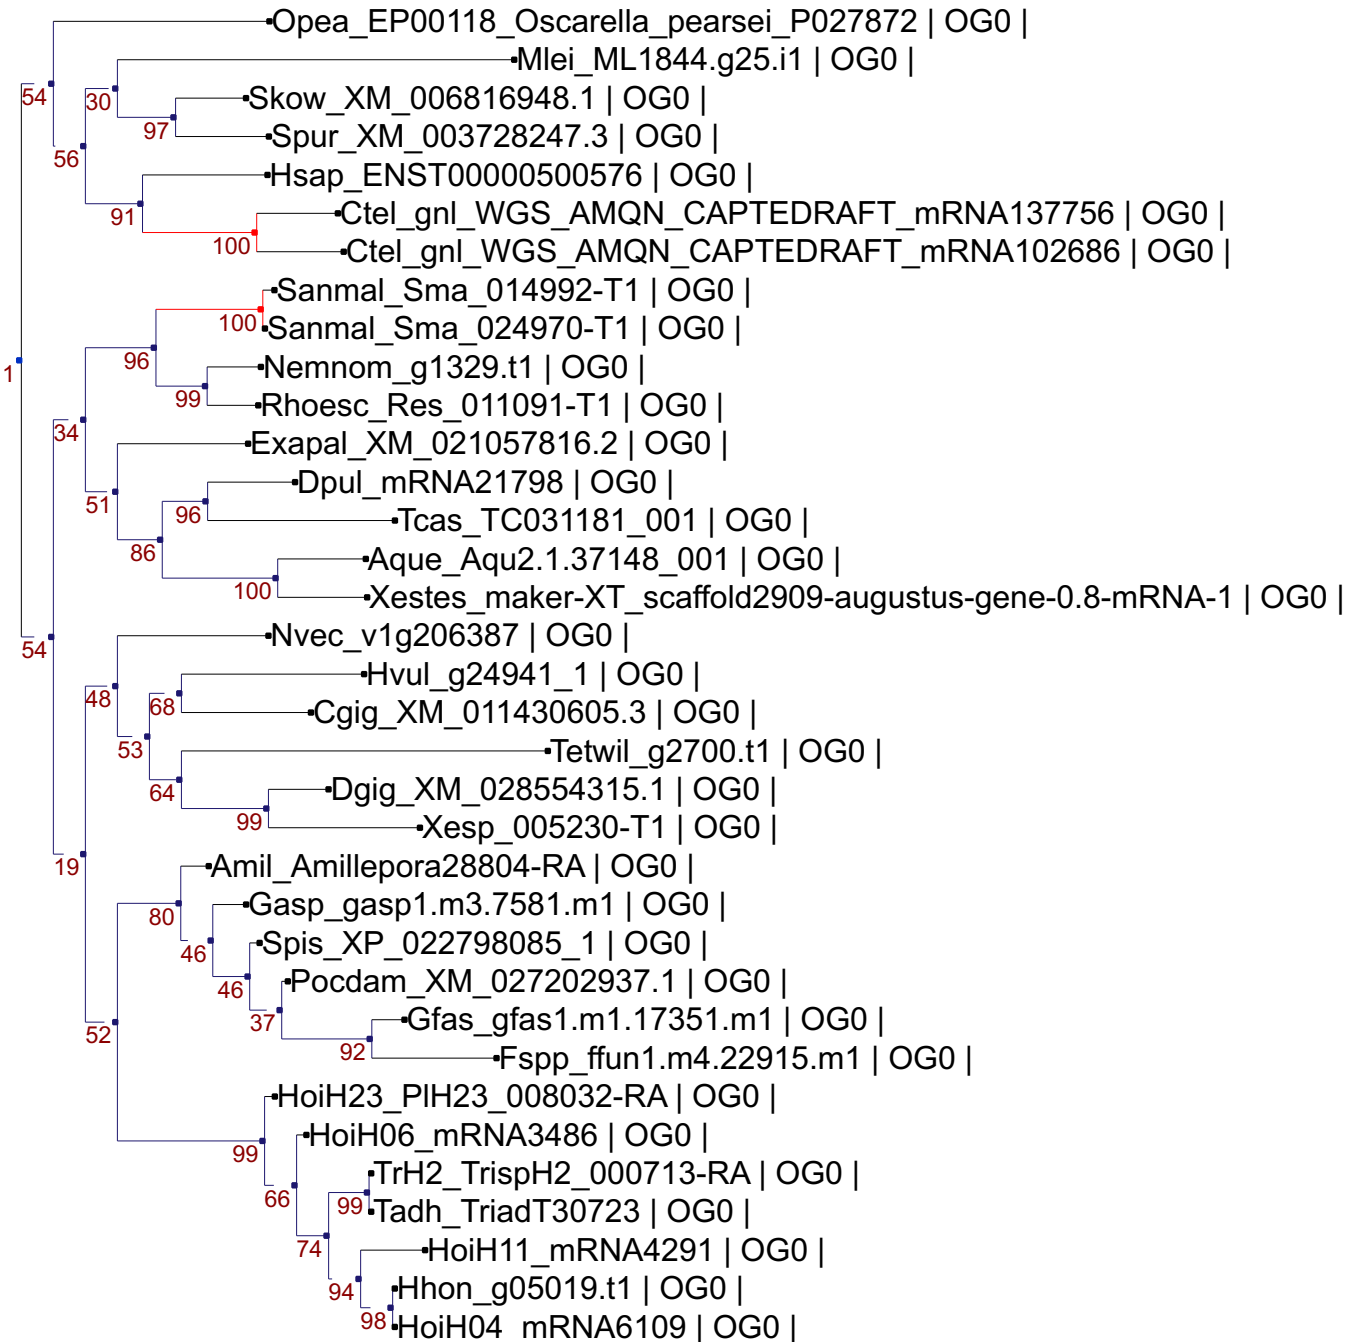 Opea_EP00118_Oscarella_pearsei_P027872 | OG0 |
Mlei_ML1844.g25.i1 | OG0 |
54
30
Skow_XM_006816948.1 | OG0 |
97
Spur_XM_003728247.3 | OG0 |
56
Hsap_ENST00000500576 | OG0 |
91
Ctel_gnl_WGS_AMQN_CAPTEDRAFT_mRNA137756 | OG0 |
100
Ctel_gnl_WGS_AMQN_CAPTEDRAFT_mRNA102686 | OG0 |
Sanmal_Sma_014992-T1 | OG0 |
100
Sanmal_Sma_024970-T1 | OG0 |
96
1
Nemnom_g1329.t1 | OG0 |
99
Rhoesc_Res_011091-T1 | OG0 |
34
Exapal_XM_021057816.2 | OG0 |
51
Dpul_mRNA21798 | OG0 |
96
Tcas_TC031181_001 | OG0 |
86
Aque_Aqu2.1.37148_001 | OG0 |
100
Xestes_maker-XT_scaffold2909-augustus-gene-0.8-mRNA-1 | OG0 |
54
Nvec_v1g206387 | OG0 |
48
Hvul_g24941_1 | OG0 |
68
Cgig_XM_011430605.3 | OG0 |
53
Tetwil_g2700.t1 | OG0 |
64
Dgig_XM_028554315.1 | OG0 |
99
Xesp_005230-T1 | OG0 |
19
Amil_Amillepora28804-RA | OG0 |
80
Gasp_gasp1.m3.7581.m1 | OG0 |
46
Spis_XP_022798085_1 | OG0 |
46
Pocdam_XM_027202937.1 | OG0 |
37
Gfas_gfas1.m1.17351.m1 | OG0 |
52
92
Fspp_ffun1.m4.22915.m1 | OG0 |
HoiH23_PlH23_008032-RA | OG0 |
99
HoiH06_mRNA3486 | OG0 |
66
TrH2_TrispH2_000713-RA | OG0 |
99
Tadh_TriadT30723 | OG0 |
74
HoiH11_mRNA4291 | OG0 |
94
Hhon_g05019.t1 | OG0 |
98
HoiH04_mRNA6109 | OG0 |